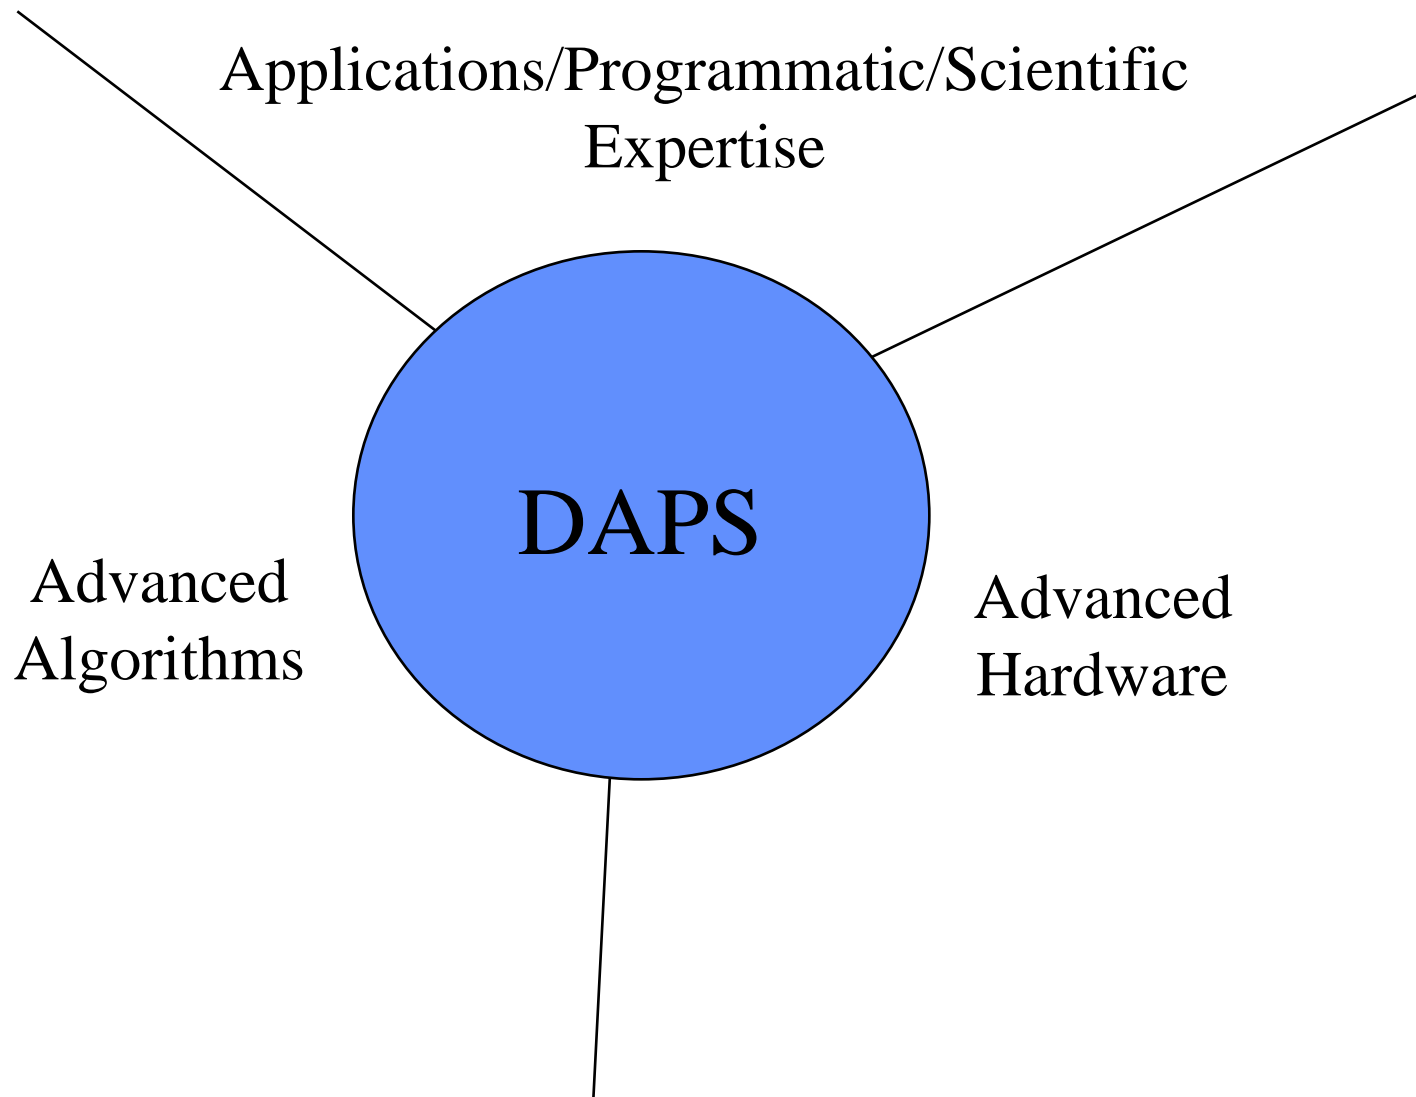 Applications/Programmatic/Scientific
Expertise
DAPS
Advanced
Algorithms
Advanced
Hardware